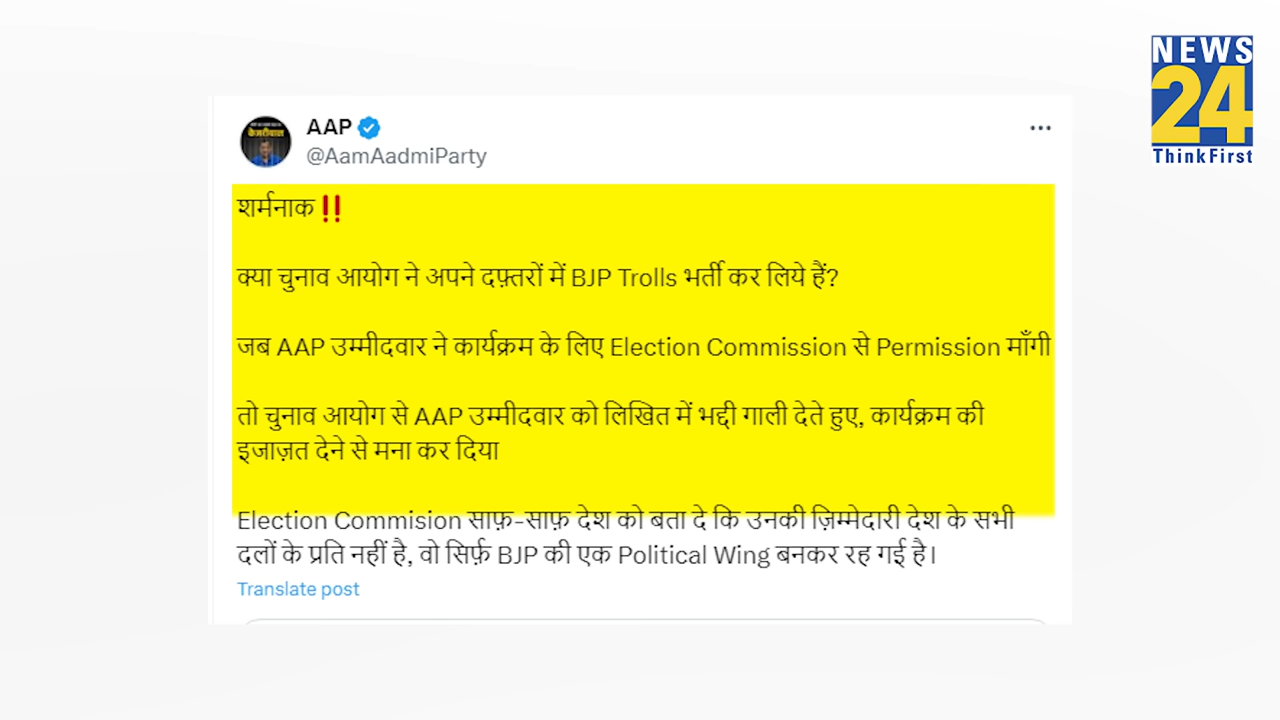 NEWS
24
ThinkFirst
AAP
@AamAadmiParty
केजरीवाल
शर्मनाक‼️
क्या चुनाव आयोग ने अपने दफ़्तरों में BJP Trolls भर्ती कर लिये हैं?
जब AAP उम्मीदवार ने कार्यक्रम के लिए Election Commission से Permission माँगी
तो चुनाव आयोग से AAP उम्मीदवार को लिखित में भद्दी गाली देते हुए, कार्यक्रम की
इजाज़त देने से मना कर दिया
Election Commision साफ़-साफ़ देश को बता दे कि उनकी ज़िम्मेदारी देश के सभी
दलों के प्रति नहीं है, वो सिर्फ़ BJP की एक Political Wing बनकर रह गई है।
Translate post